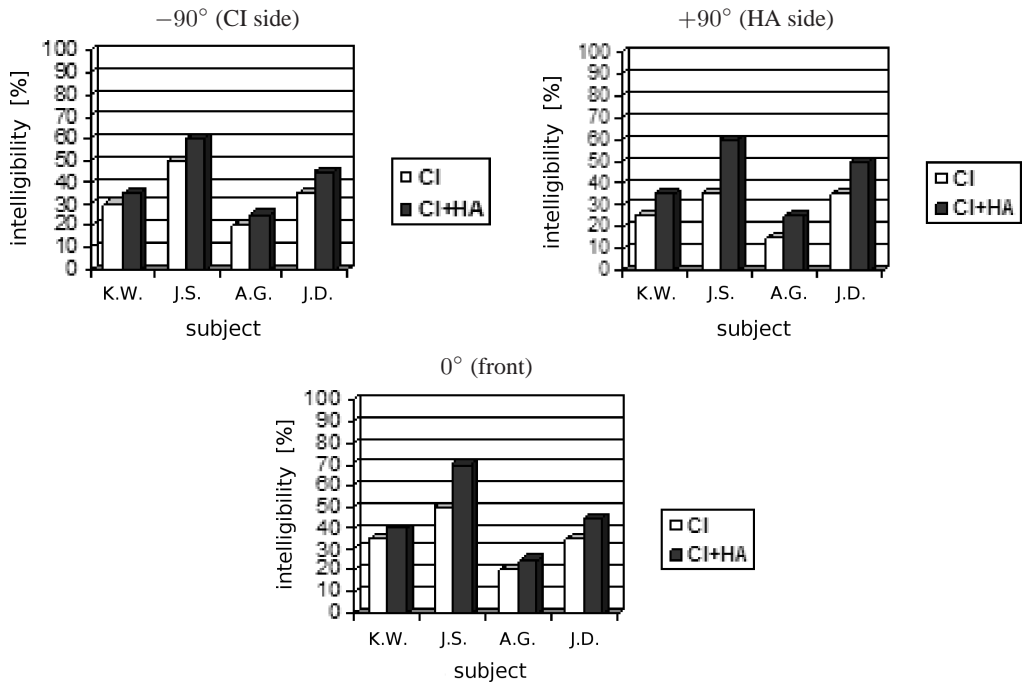 −90° (CI side)
100
90
80
70
60
50
40
30
20
10
0
intelligibility [%]
K.W. J.S. A.G. J.D.
subject
CI
CI+HA
+90° (HA side)
100
90
80
70
60
50
40
30
20
10
0
intelligibility [%]
K.W. J.S. A.G. J.D.
subject
CI
CI+HA
0° (front)
100
90
80
70
60
50
40
30
20
10
0
intelligibility [%]
K.W. J.S. A.G. J.D.
subject
CI
CI+HA